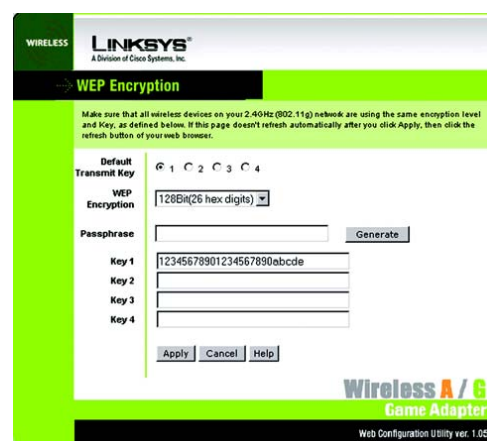 WIRELESS
LINKSYS®
A Division of Cisco Systems, Inc.
WEP Encryption
Make sure that all wireless devices on your 2.4GHz (802.11g) network are using the same encryption level
and Key, as defined below. If this page doesn't refresh automatically after you click Apply, then click the
refresh button of your web browser.
Default
Transmit Key
1 2 3 4
WEP
Encryption
128Bit(26 hex digits)
Passphrase
Generate
Key 1
12345678901234567890abcde
Key 2
Key 3
Key 4
Apply Cancel Help
Wireless A / G
Game Adapter
Web Configuration Utility ver. 1.05